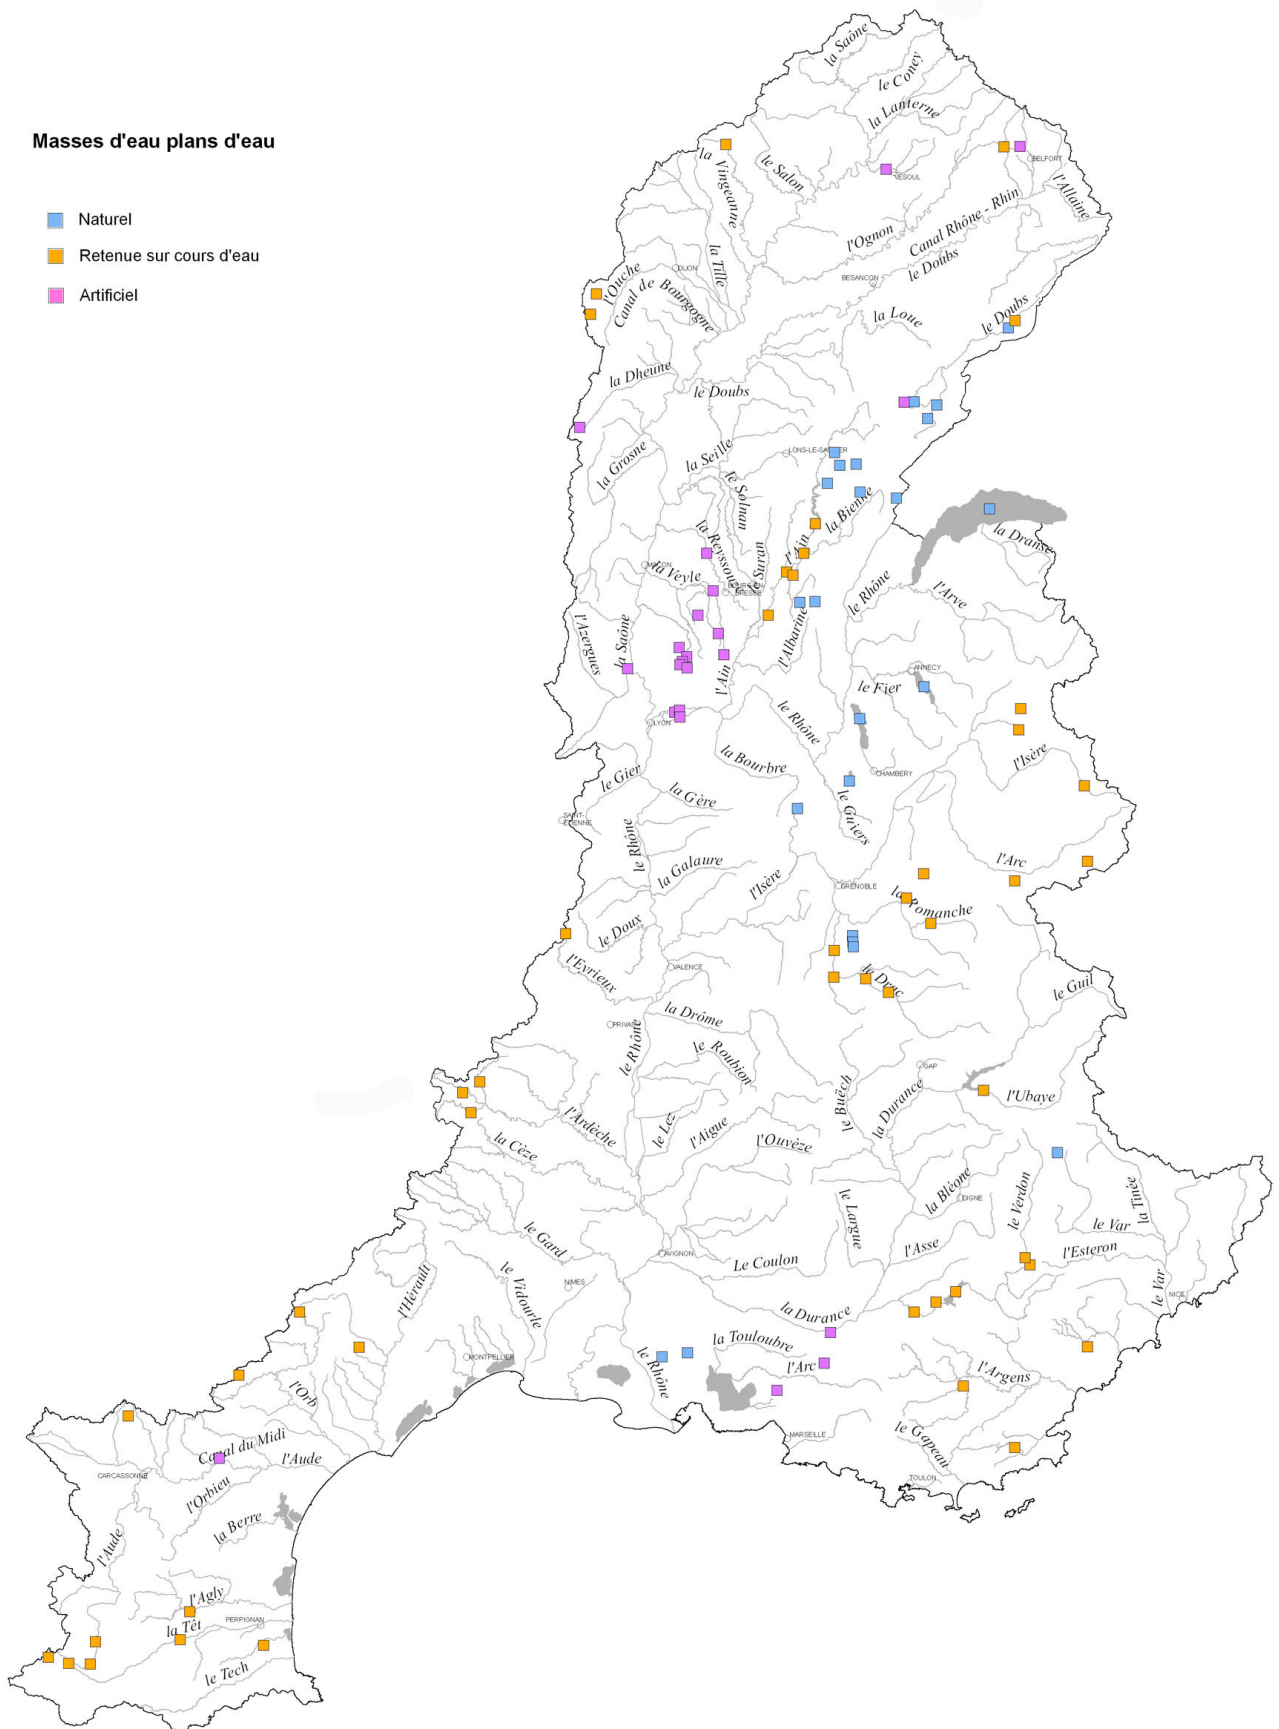 Masses d'eau plans d'eau
Naturel
Retenue sur cours d'eau
Artificiel
la Saône
le Coney
la Lanterne
la Vingeanne
le Salon
VESOUL
BELFORT
l'Allaine
l'Ognon
Canal Rhône - Rhin
la Tille
DIJON
l'Ouche
Canal de Bourgogne
BESANCON
le Doubs
la Loue
le Doubs
la Dheune
le Doubs
la Grosne
la Seille
LONS-LE-SAUNIER
le Solnan
la Bienne
la Reyssouze
le Suran
l'Ain
la Dranse
MACON
la Veyle
BOURG-EN-
BRESSE
le Rhône
l'Arve
l'Azergues
la Saône
l'Albarine
l'Ain
ANNECY
le Fier
LYON
le Rhône
l'Isère
la Bourbre
CHAMBERY
le Gier
la Gère
le Guiers
SAINT-
ETIENNE
le Rhône
la Galaure
l'Isère
l'Arc
GRENOBLE
la Romanche
le Doux
l'Eyrieux
VALENCE
le Drac
le Guil
PRIVAS
la Drôme
le Rhône
le Roubion
GAP
le Buëch
la Durance
l'Ubaye
l'Ardèche
le Lez
l'Aigue
l'Ouvèze
la Cèze
la Bléone
DIGNE
le Verdon
la Tinée
le Largue
le Var
le Gard
AVIGNON
Le Coulon
l'Asse
l'Esteron
l'Hérault
le Vidourle
NIMES
le Var
NICE
la Durance
MONTPELLIER
la Touloubre
l'Arc
le Rhône
l'Argens
l'Orb
le Gapeau
MARSEILLE
TOULON
Canal du Midi
l'Aude
CARCASSONNE
l'Orbieu
la Berre
l'Aude
l'Agly
la Têt
PERPIGNAN
le Tech